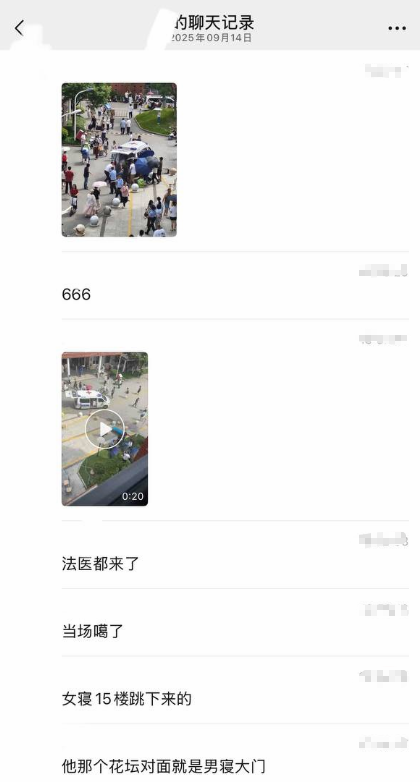 的聊天记录
2025年09月14日
666
0:20
法医都来了
当场噶了
女寝15楼跳下来的
他那个花坛对面就是男寝大门